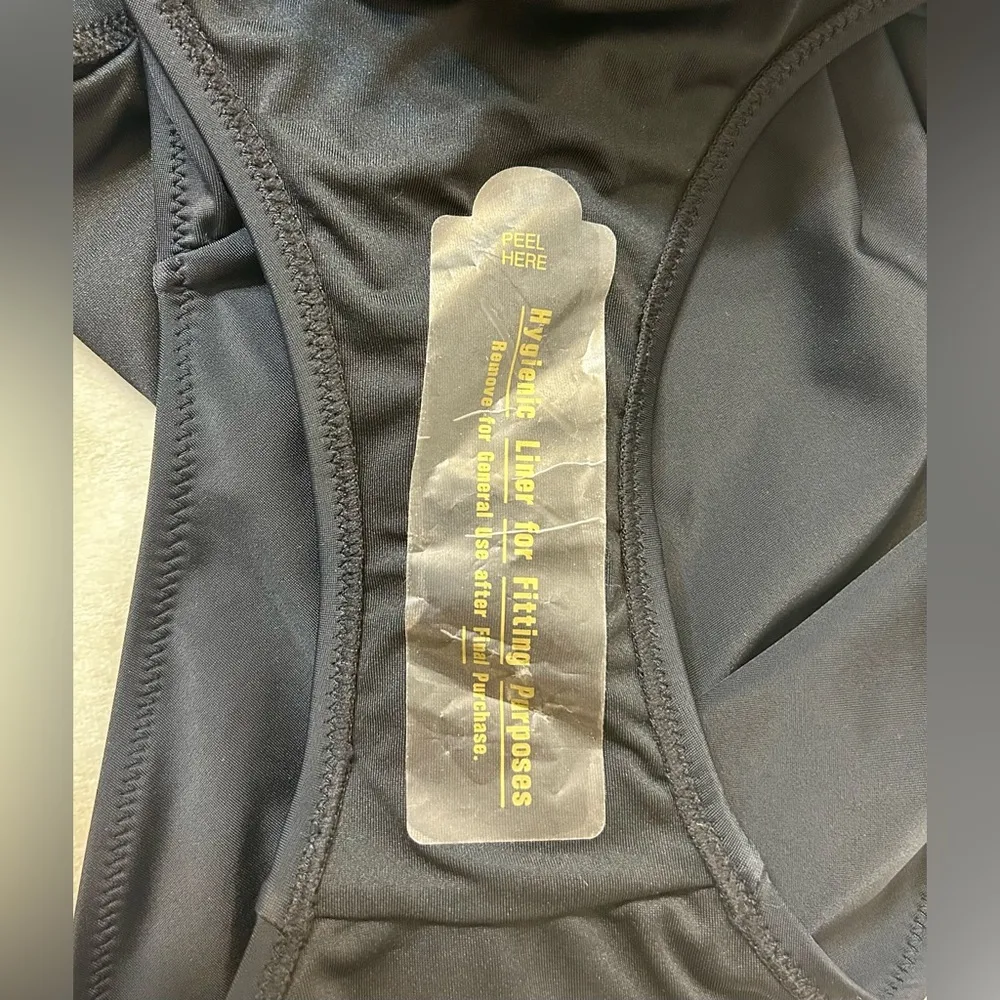 PEEL
HERE
Hygienic Liner for Fitting Purposes
Remove for General Use after Final Purchase.